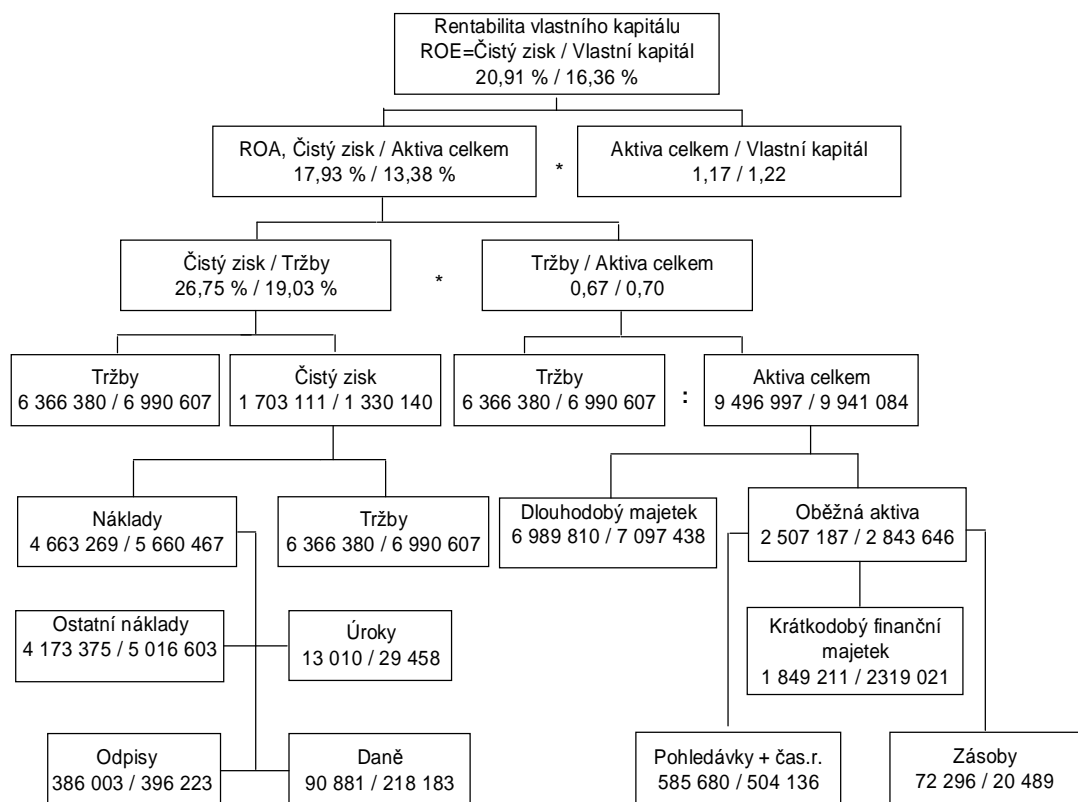 Rentabilita vlastního kapitálu
ROE=Čistý zisk / Vlastní kapitál
20,91 % / 16,36 %
ROA, Čistý zisk / Aktiva celkem
17,93 % / 13,38 %
*
Aktiva celkem / Vlastní kapitál
1,17 / 1,22
Čistý zisk / Tržby
26,75 % / 19,03 %
*
Tržby / Aktiva celkem
0,67 / 0,70
Tržby
6 366 380 / 6 990 607
Čistý zisk
1 703 111 / 1 330 140
Tržby
6 366 380 / 6 990 607
:
Aktiva celkem
9 496 997 / 9 941 084
Náklady
4 663 269 / 5 660 467
Tržby
6 366 380 / 6 990 607
Dlouhodobý majetek
6 989 810 / 7 097 438
Oběžná aktiva
2 507 187 / 2 843 646
Ostatní náklady
4 173 375 / 5 016 603
Úroky
13 010 / 29 458
Krátkodobý finanční
majetek
1 849 211 / 2319 021
Odpisy
386 003 / 396 223
Daně
90 881 / 218 183
Pohledávky + čas.r.
585 680 / 504 136
Zásoby
72 296 / 20 489